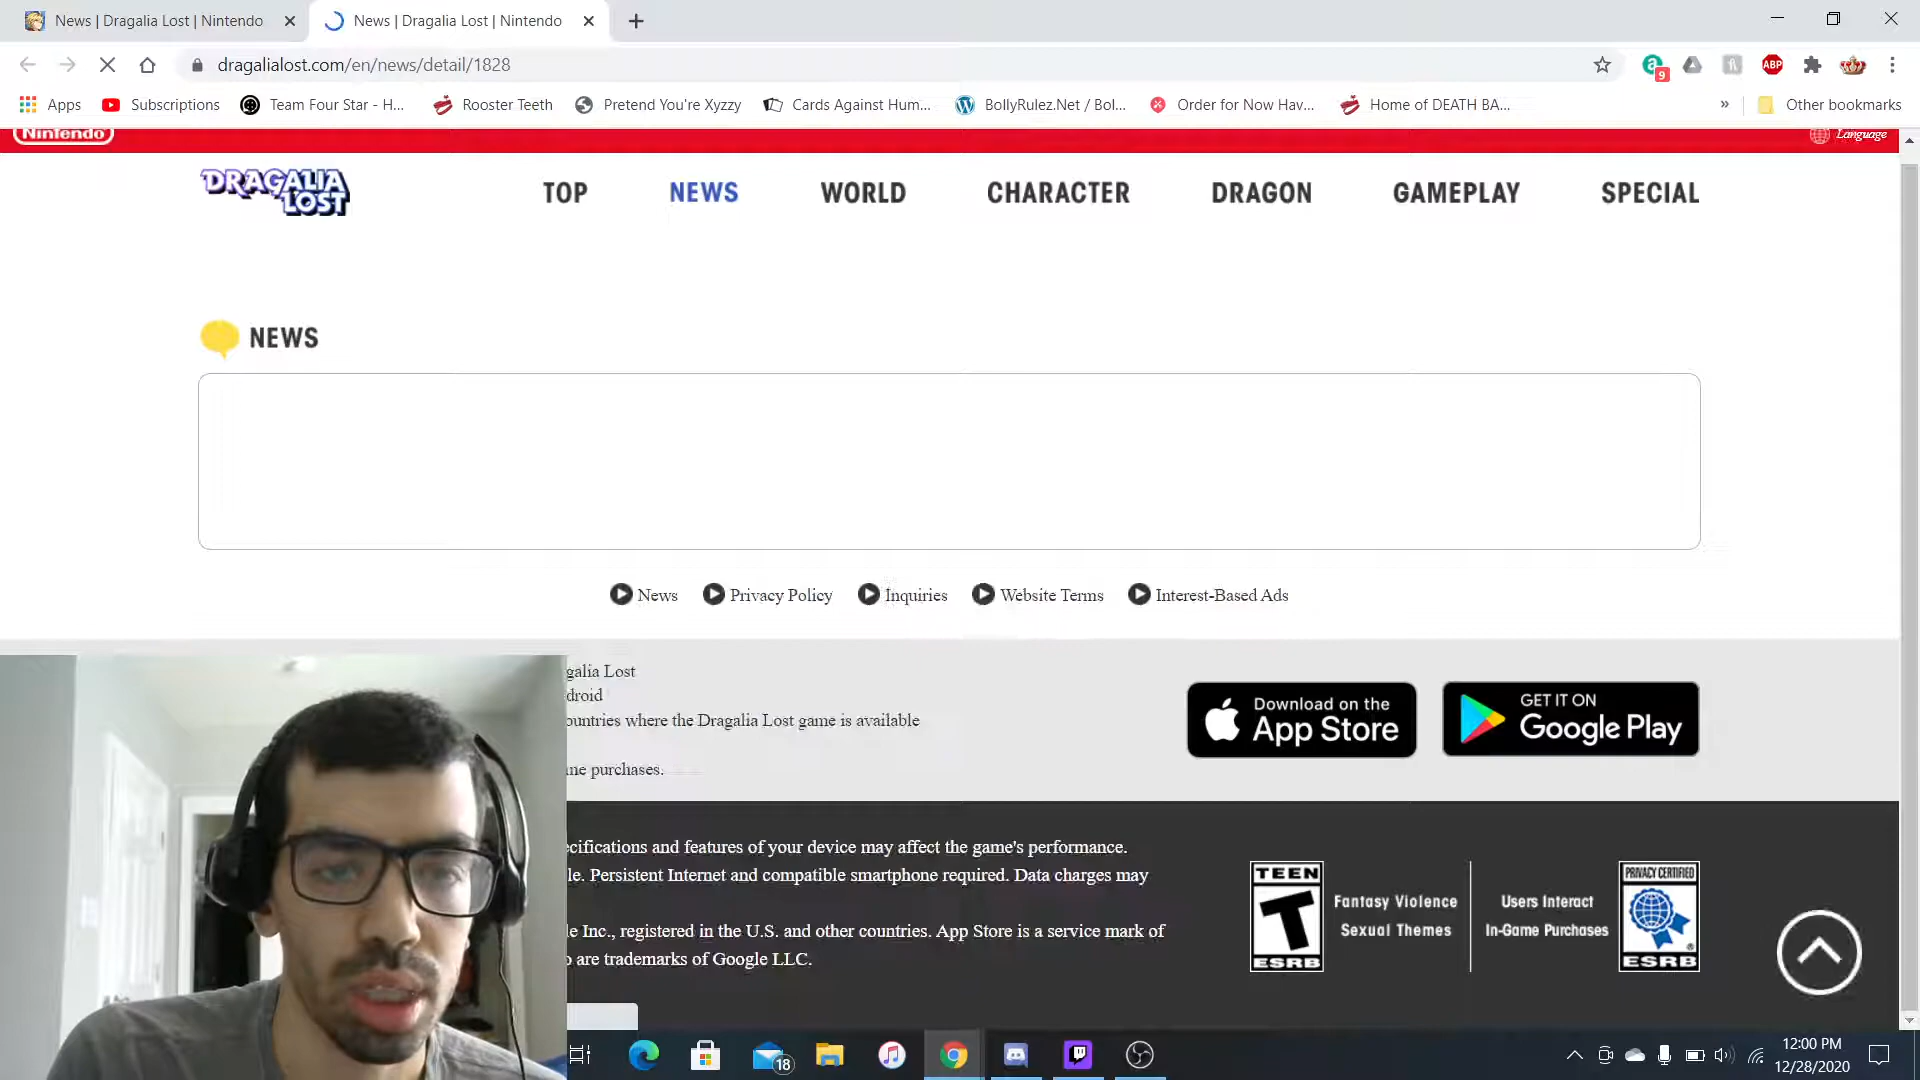 News | Dragalia Lost | Nintendo
News | Dragalia Lost | Nintendo
dragalialost.com/en/news/detail/1828
9
ABP
Apps
Subscriptions
Team Four Star - H...
Rooster Teeth
Pretend You're Xyzzy
Cards Against Hum...
BollyRulez.Net / Bol...
Order for Now Hav...
Home of DEATH BA...
»
Other bookmarks
Nintendo
Language
DRAGALIA LOST
TOP
NEWS
WORLD
CHARACTER
DRAGON
GAMEPLAY
SPECIAL
NEWS
News
Privacy Policy
Inquiries
Website Terms
Interest-Based Ads
galia Lost
droid
ountries where the Dragalia Lost game is available
me purchases.
Download on the
App Store
GET IT ON
Google Play
ecifications and features of your device may affect the game's performance.
le. Persistent Internet and compatible smartphone required. Data charges may
le Inc., registered in the U.S. and other countries. App Store is a service mark of
o are trademarks of Google LLC.
TEEN
T
ESRB
Fantasy Violence
Sexual Themes
Users Interact
In-Game Purchases
PRIVACY CERTIFIED
ESRB
18
12:00 PM
12/28/2020